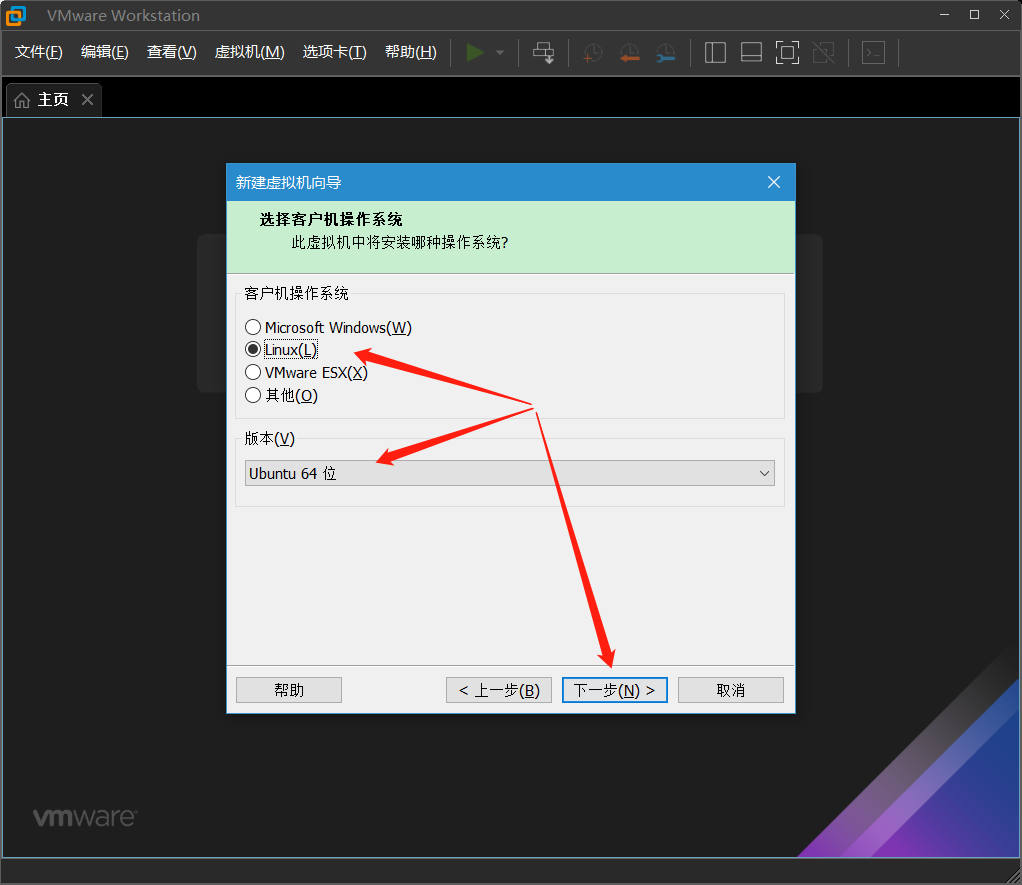 VMware Workstation
文件(F) 编辑(E) 查看(V) 虚拟机(M) 选项卡(T) 帮助(H)
主页
新建虚拟机向导
选择客户机操作系统
此虚拟机中将安装哪种操作系统?
客户机操作系统
Microsoft Windows(W)
Linux(L)
VMware ESX(X)
其他(O)
版本(V)
Ubuntu 64 位
帮助 < 上一步(B) 下一步(N) > 取消
vmware